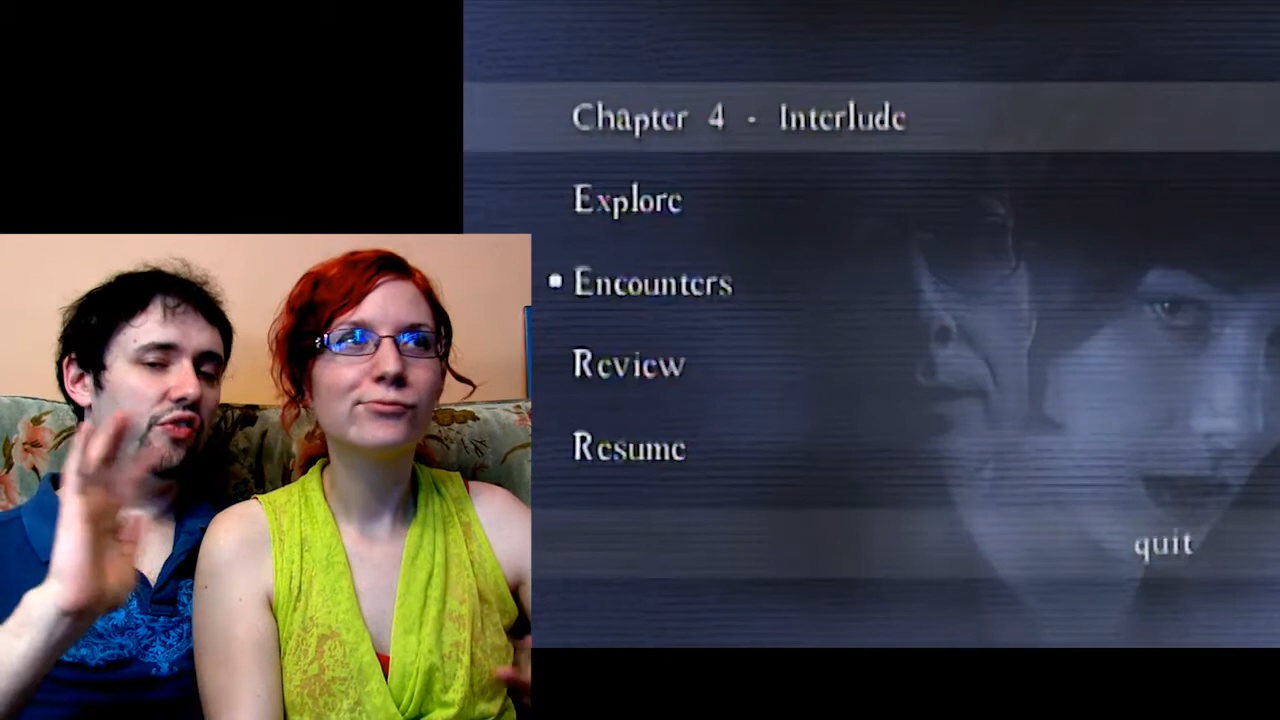 Chapter 4 - Interlude
Explore
Encounters
Review
Resume
quit